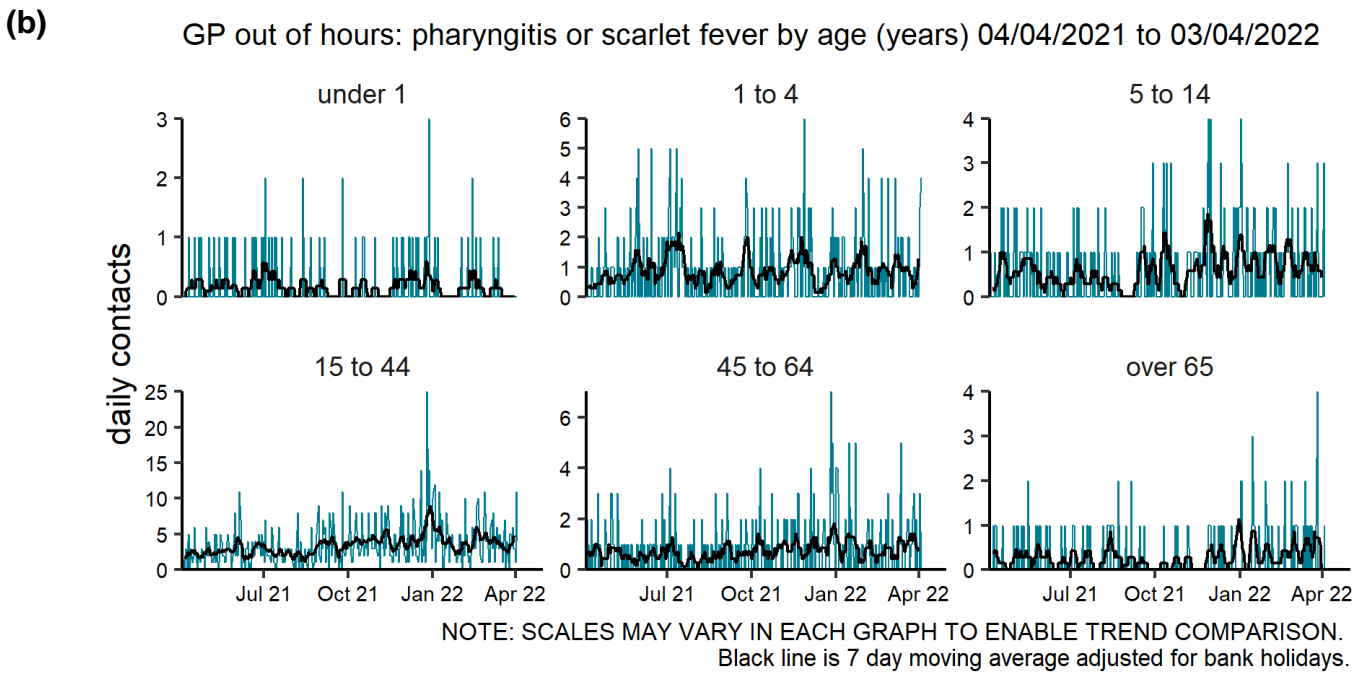 (b)
GP out of hours: pharyngitis or scarlet fever by age (years) 04/04/2021 to 03/04/2022
daily contacts
under 1
3
2
1
0
1 to 4
6
5
4
3
2
1
0
5 to 14
4
3
2
1
0
15 to 44
25
20
15
10
5
0
Jul 21 Oct 21 Jan 22 Apr 22
45 to 64
6
4
2
0
Jul 21 Oct 21 Jan 22 Apr 22
over 65
4
3
2
1
0
Jul 21 Oct 21 Jan 22 Apr 22
NOTE: SCALES MAY VARY IN EACH GRAPH TO ENABLE TREND COMPARISON.
Black line is 7 day moving average adjusted for bank holidays.